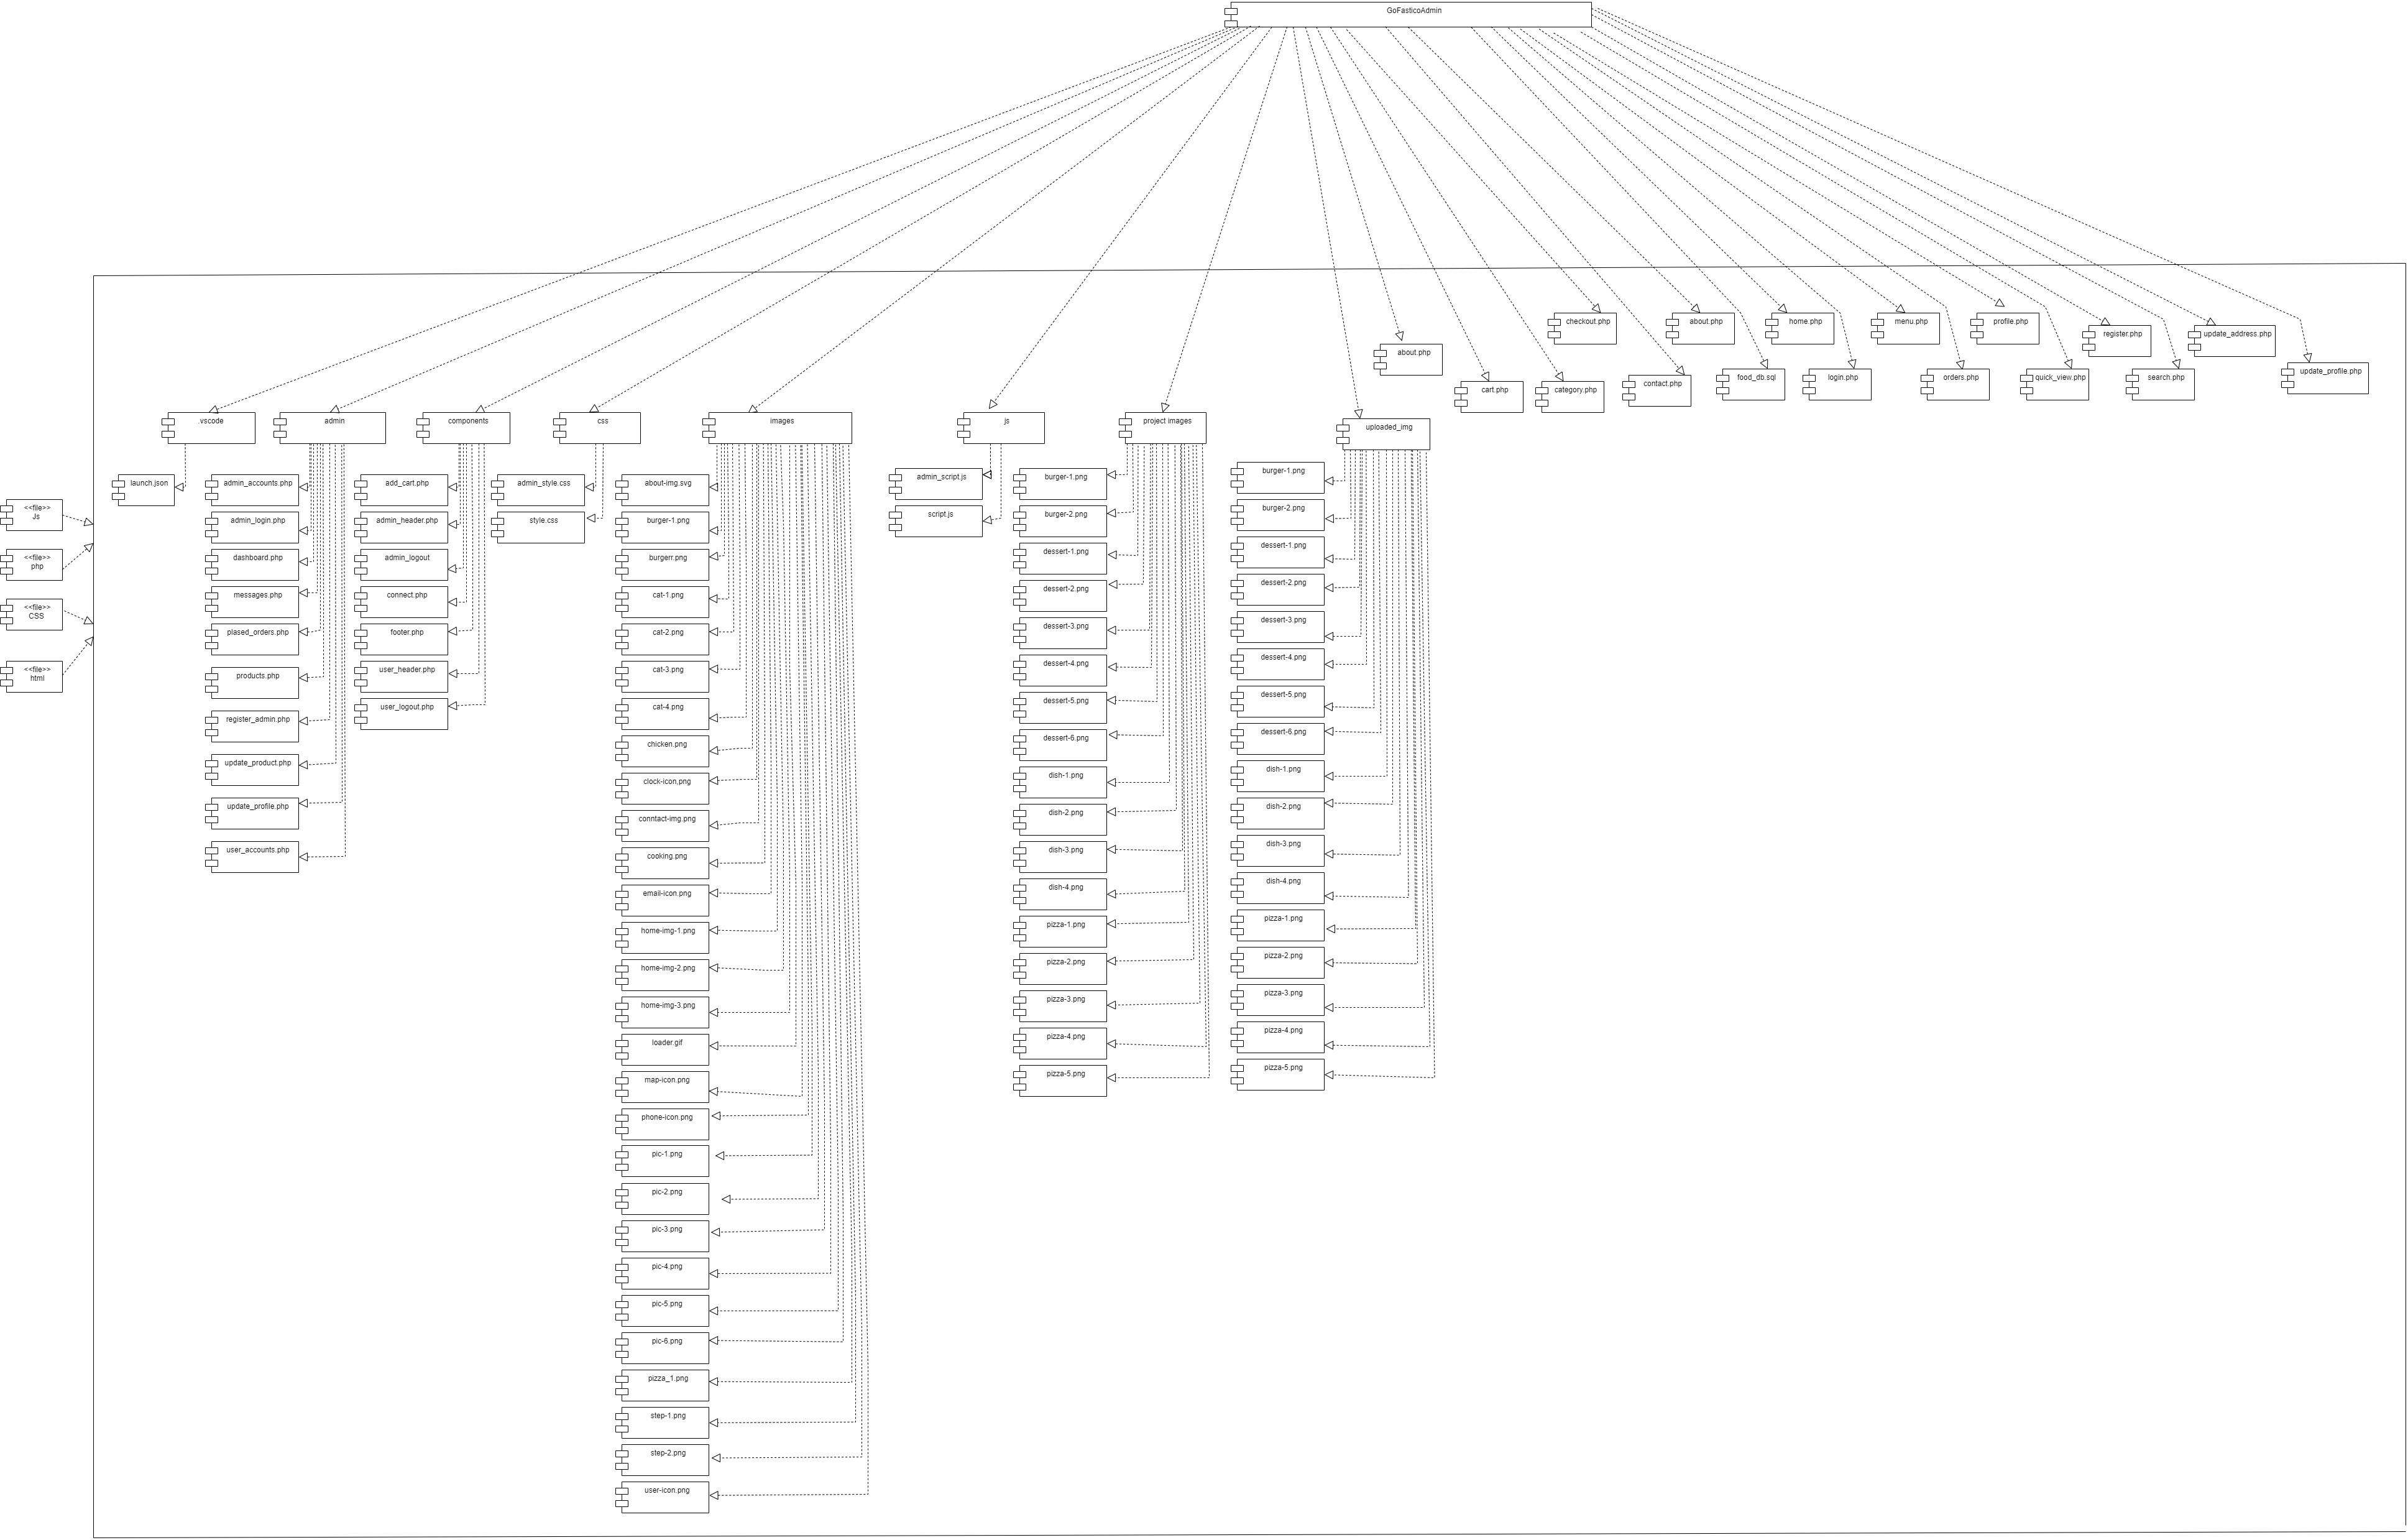 GoFasticoAdmin
checkout.php
about.php
home.php
menu.php
profile.php
register.php
update_address.php
about.php
cart.php
category.php
contact.php
food_db.sql
login.php
orders.php
quick_view.php
search.php
update_profile.php
.vscode
admin
components
css
images
js
project images
uploaded_img
<<file>>
Js
<<file>>
php
<<file>>
CSS
<<file>>
html
launch.json
admin_accounts.php
admin_login.php
dashboard.php
messages.php
plased_orders.php
products.php
register_admin.php
update_product.php
update_profile.php
user_accounts.php
add_cart.php
admin_header.php
admin_logout
connect.php
footer.php
user_header.php
user_logout.php
admin_style.css
style.css
about-img.svg
burger-1.png
burgerr.png
cat-1.png
cat-2.png
cat-3.png
cat-4.png
chicken.png
clock-icon,png
conntact-img.png
cooking.png
email-icon.png
home-img-1.png
home-img-2.png
home-img-3.png
loader.gif
map-icon.png
phone-icon.png
pic-1.png
pic-2.png
pic-3.png
pic-4.png
pic-5.png
pic-6.png
pizza_1.png
step-1.png
step-2.png
user-icon.png
admin_script.js
script.js
burger-1.png
burger-2.png
dessert-1.png
dessert-2.png
dessert-3.png
dessert-4.png
dessert-5.png
dessert-6.png
dish-1.png
dish-2.png
dish-3.png
dish-4.png
pizza-1.png
pizza-2.png
pizza-3.png
pizza-4.png
pizza-5.png
burger-1.png
burger-2.png
dessert-1.png
dessert-2.png
dessert-3.png
dessert-4.png
dessert-5.png
dessert-6.png
dish-1.png
dish-2.png
dish-3.png
dish-4.png
pizza-1.png
pizza-2.png
pizza-3.png
pizza-4.png
pizza-5.png